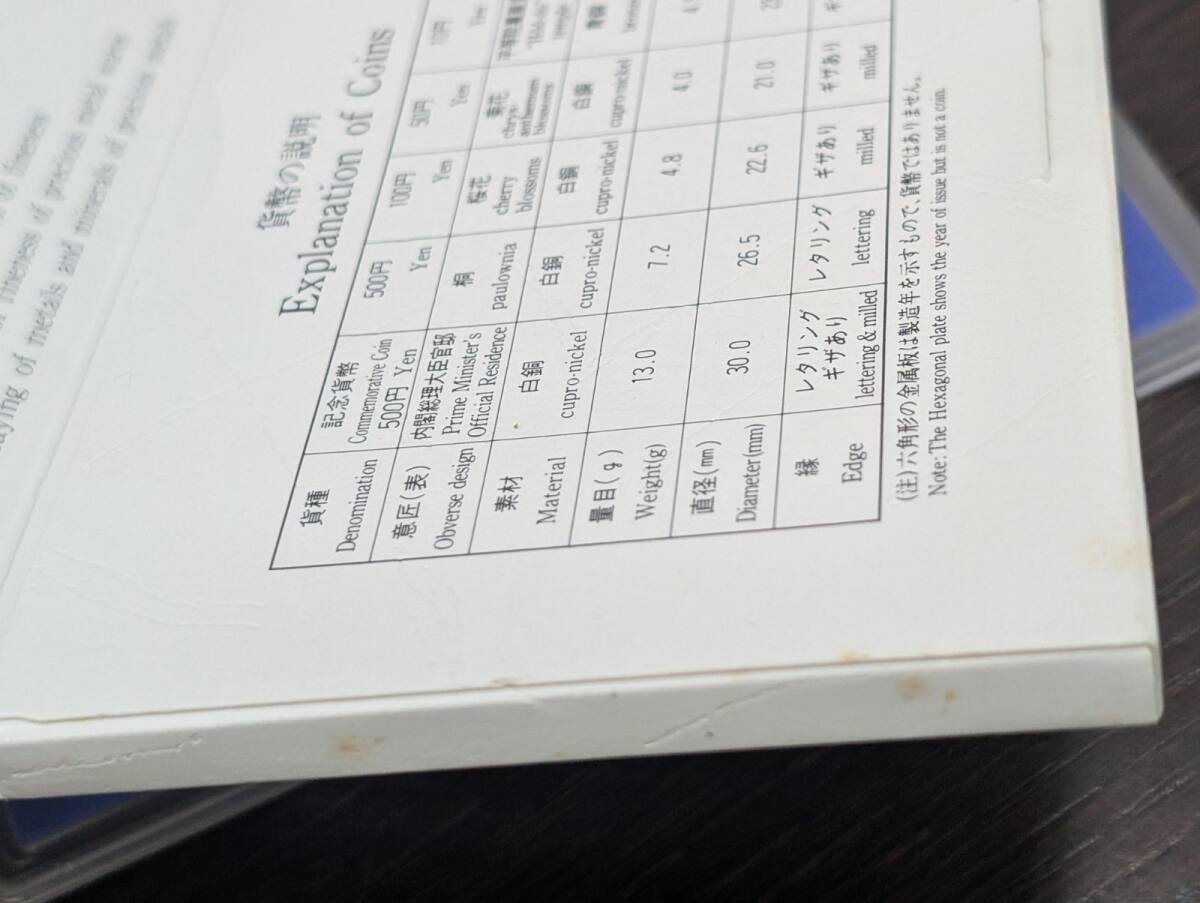 aying of metals and minerals of precious metals
of fineness of precious metal ware
of fineness
貨幣の説明
Explanation of Coins
貨種 記念貨幣 500円 100円 50円 10円
Denomination Commemorative Coin Yen Yen Yen Yen
500円 Yen
意匠(表) 内閣総理大臣官邸 桐 桜花 菊花
Obverse design Prime Minister's paulownia cherry chrys-
Official Residence blossoms anthemum
blossoms
素材 白銅 白銅 白銅 白銅 青銅
Material cupro-nickel cupro-nickel cupro-nickel cupro-nickel
量目(g) 13.0 7.2 4.8 4.0
Weight(g)
直径(mm) 30.0 26.5 22.6 21.0
Diameter(mm)
縁 レタリング レタリング ギザあり ギザあり
ギザあり
Edge lettering & milled lettering milled milled
(注)六角形の金属板は製造年を示すもので、貨幣ではありません。
Note: The Hexagonal plate shows the year of issue but is not a coin.